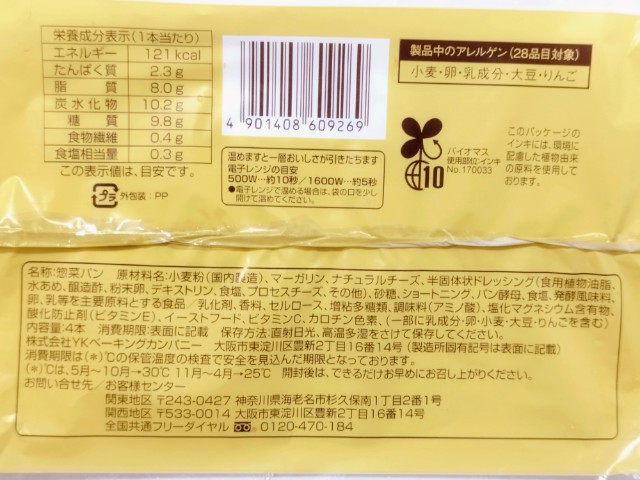 栄養成分表示(1本当たり)
エネルギー 121kcal
たんぱく質 2.3g
脂質 8.0g
炭水化物 10.2g
糖質 9.8g
食物繊維 0.4g
食塩相当量 0.3g
この表示値は、目安です。
プラ 外包装:PP
4 901408 609269
温めますと一層おいしさが引きたちます
電子レンジの目安
500W…約10秒/1600W…約5秒
●電子レンジで温める場合は、袋の口を少し
開けて温めてください。
製品中のアレルゲン(28品目対象)
小麦・卵・乳成分・大豆・りんご
10
バイオマス
使用部位:インキ
No.170033
このパッケージの
インキには、環境
に配慮した植物由来
の原料を使用して
おります。
名称:惣菜パン 原材料名:小麦粉(国内製造)、マーガリン、ナチュラルチーズ、半固体状ドレッシング(食用植物油脂、
水あめ、醸造酢、粉末卵、デキストリン、食塩、プロセスチーズ、その他)、砂糖、ショートニング、パン酵母、食塩、発酵風味料、
卵、乳等を主要原料とする食品/乳化剤、香料、セルロース、増粘多糖類、調味料(アミノ酸)、塩化マグネシウム含有物、
酸化防止剤(ビタミンE)、イーストフード、ビタミンC、カロチン色素、(一部に乳成分・卵・小麦・大豆・りんごを含む)
内容量:4本 消費期限:表面に記載 保存方法:直射日光、高温多湿をさけて保存してください。
株式会社YKベーキングカンパニー 大阪市東淀川区豊新2丁目16番14号 (製造所固有記号は表面に記載)
消費期限は(*)℃の保管温度の検査で安全を見込んだ期限となっております。
(*)℃は、5月~10月→30℃ 11月~4月→25℃ 開封後は、できるだけお早めにお召し上がりください。
お問い合せ先/お客様センター
関東地区 〒243-0427 神奈川県海老名市杉久保南1丁目2番1号
関西地区 〒533-0014 大阪市東淀川区豊新2丁目16番14号
全国共通フリーダイヤル 0120-470-184